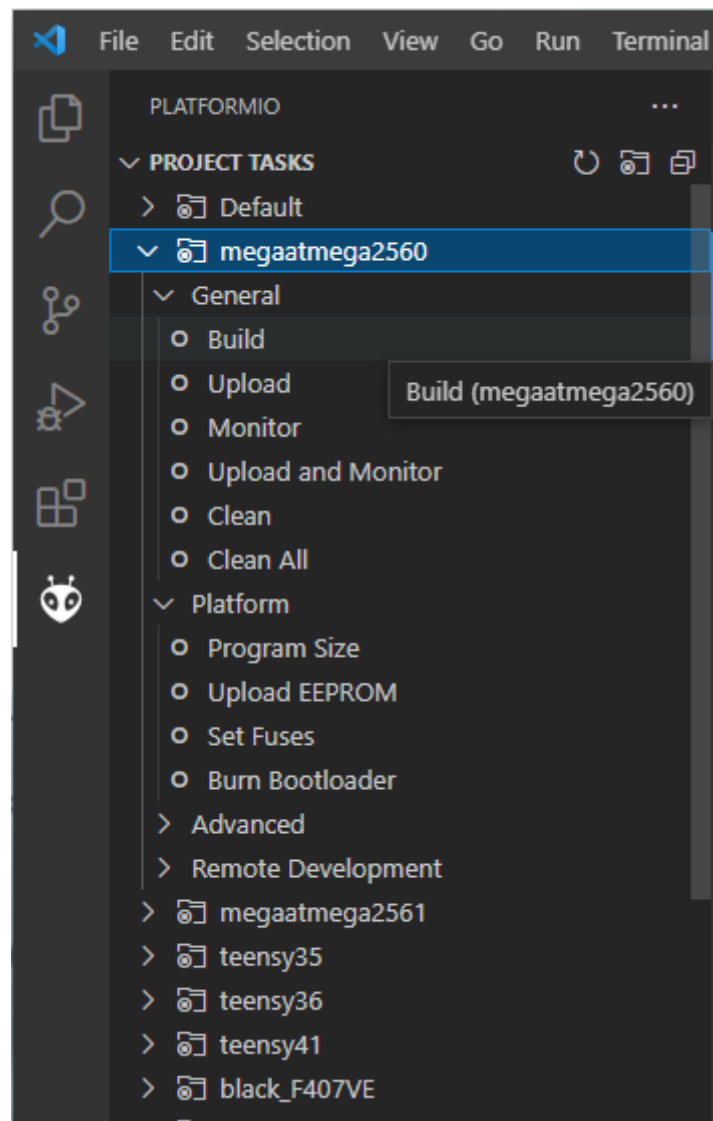 File Edit Selection View Go Run Terminal
PLATFORMIO
PROJECT TASKS
Default
megaatmega2560
General
Build
Upload
Build (megaatmega2560)
Monitor
Upload and Monitor
Clean
Clean All
Platform
Program Size
Upload EEPROM
Set Fuses
Burn Bootloader
Advanced
Remote Development
megaatmega2561
teensy35
teensy36
teensy41
black_F407VE